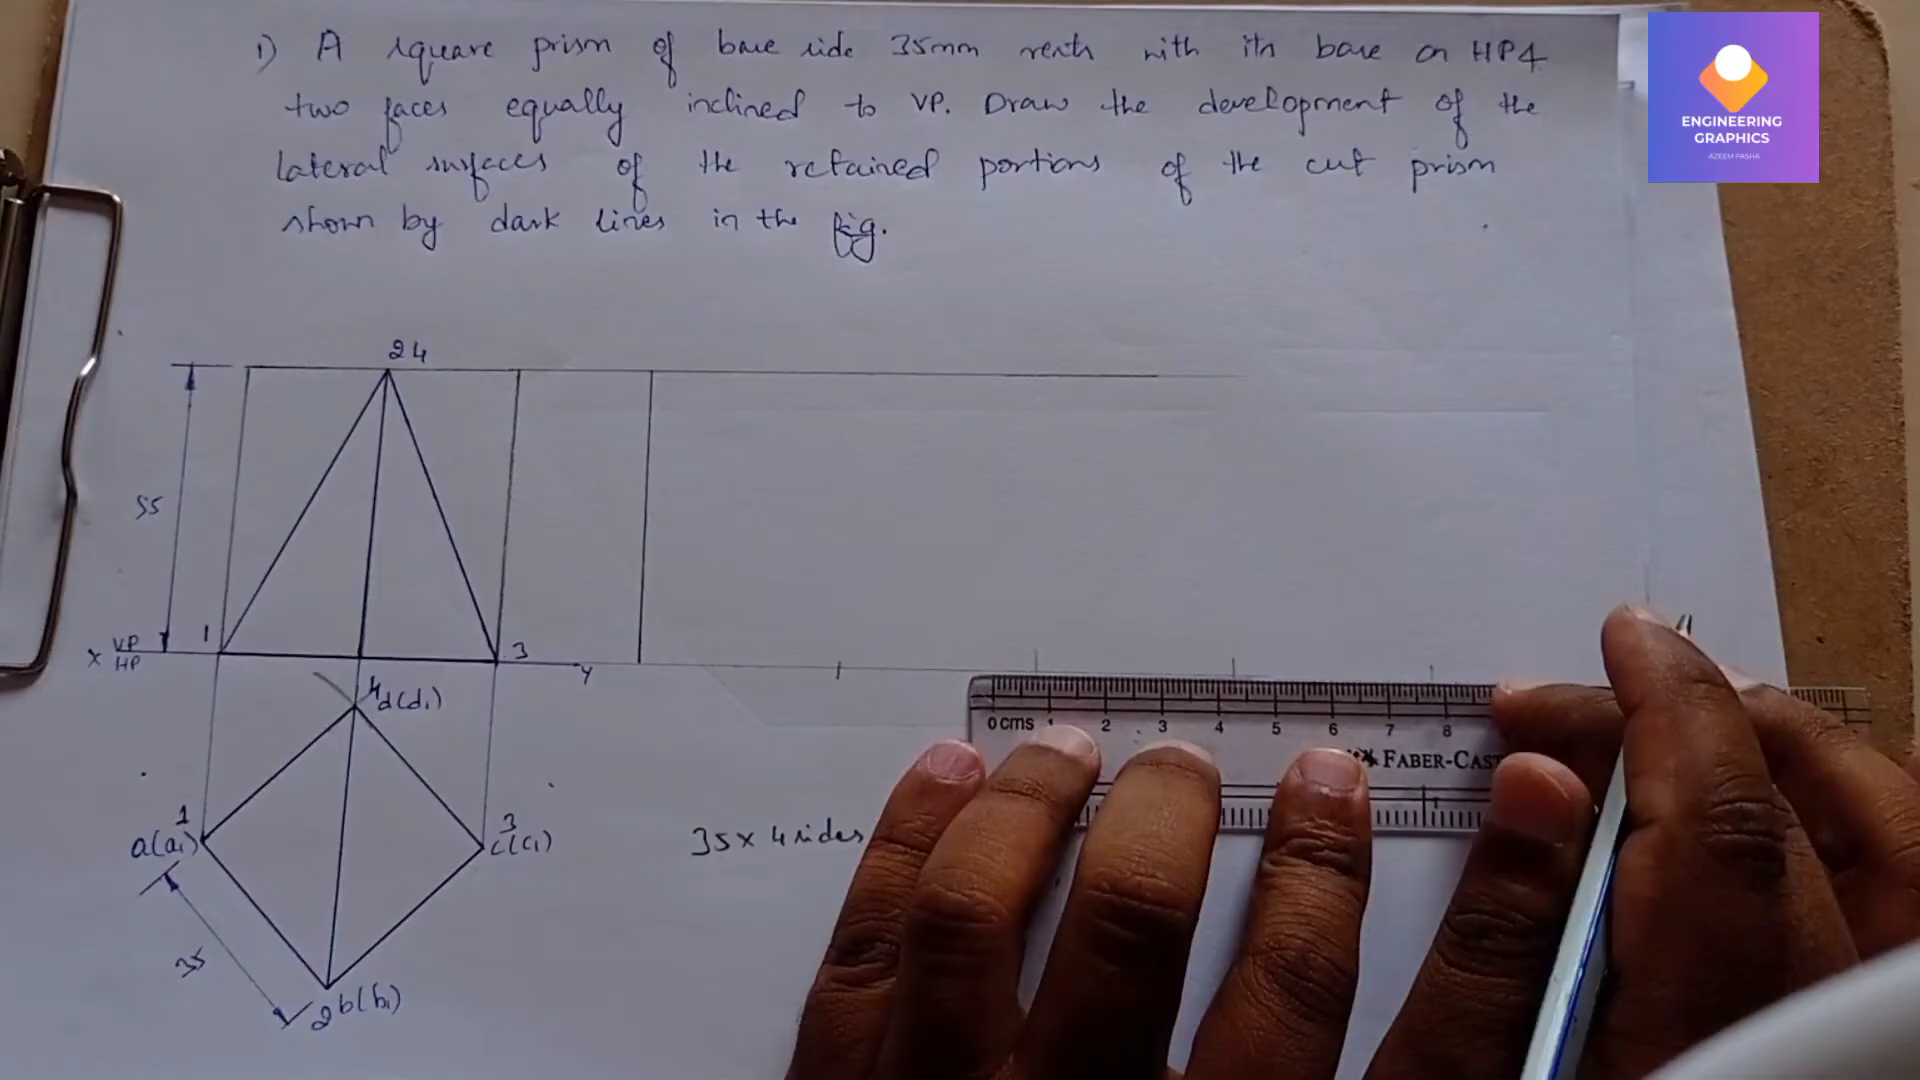 1) A square prism of base side 35mm rests with its base on HP &
two faces equally inclined to VP. Draw the development of the
lateral surfaces of the retained portions of the cut prism
shown by dark lines in the fig.
ENGINEERING
GRAPHICS
AZEEM PASHA
2 4
55
1
X VP
HP
3
Y
4 d(d₁)
1
a(a₁)
3
c(c₁)
35
2 b(b₁)
35 x 4 sides
0 cms 1 2 3 4 5 6 7 8
FABER-CAST
1